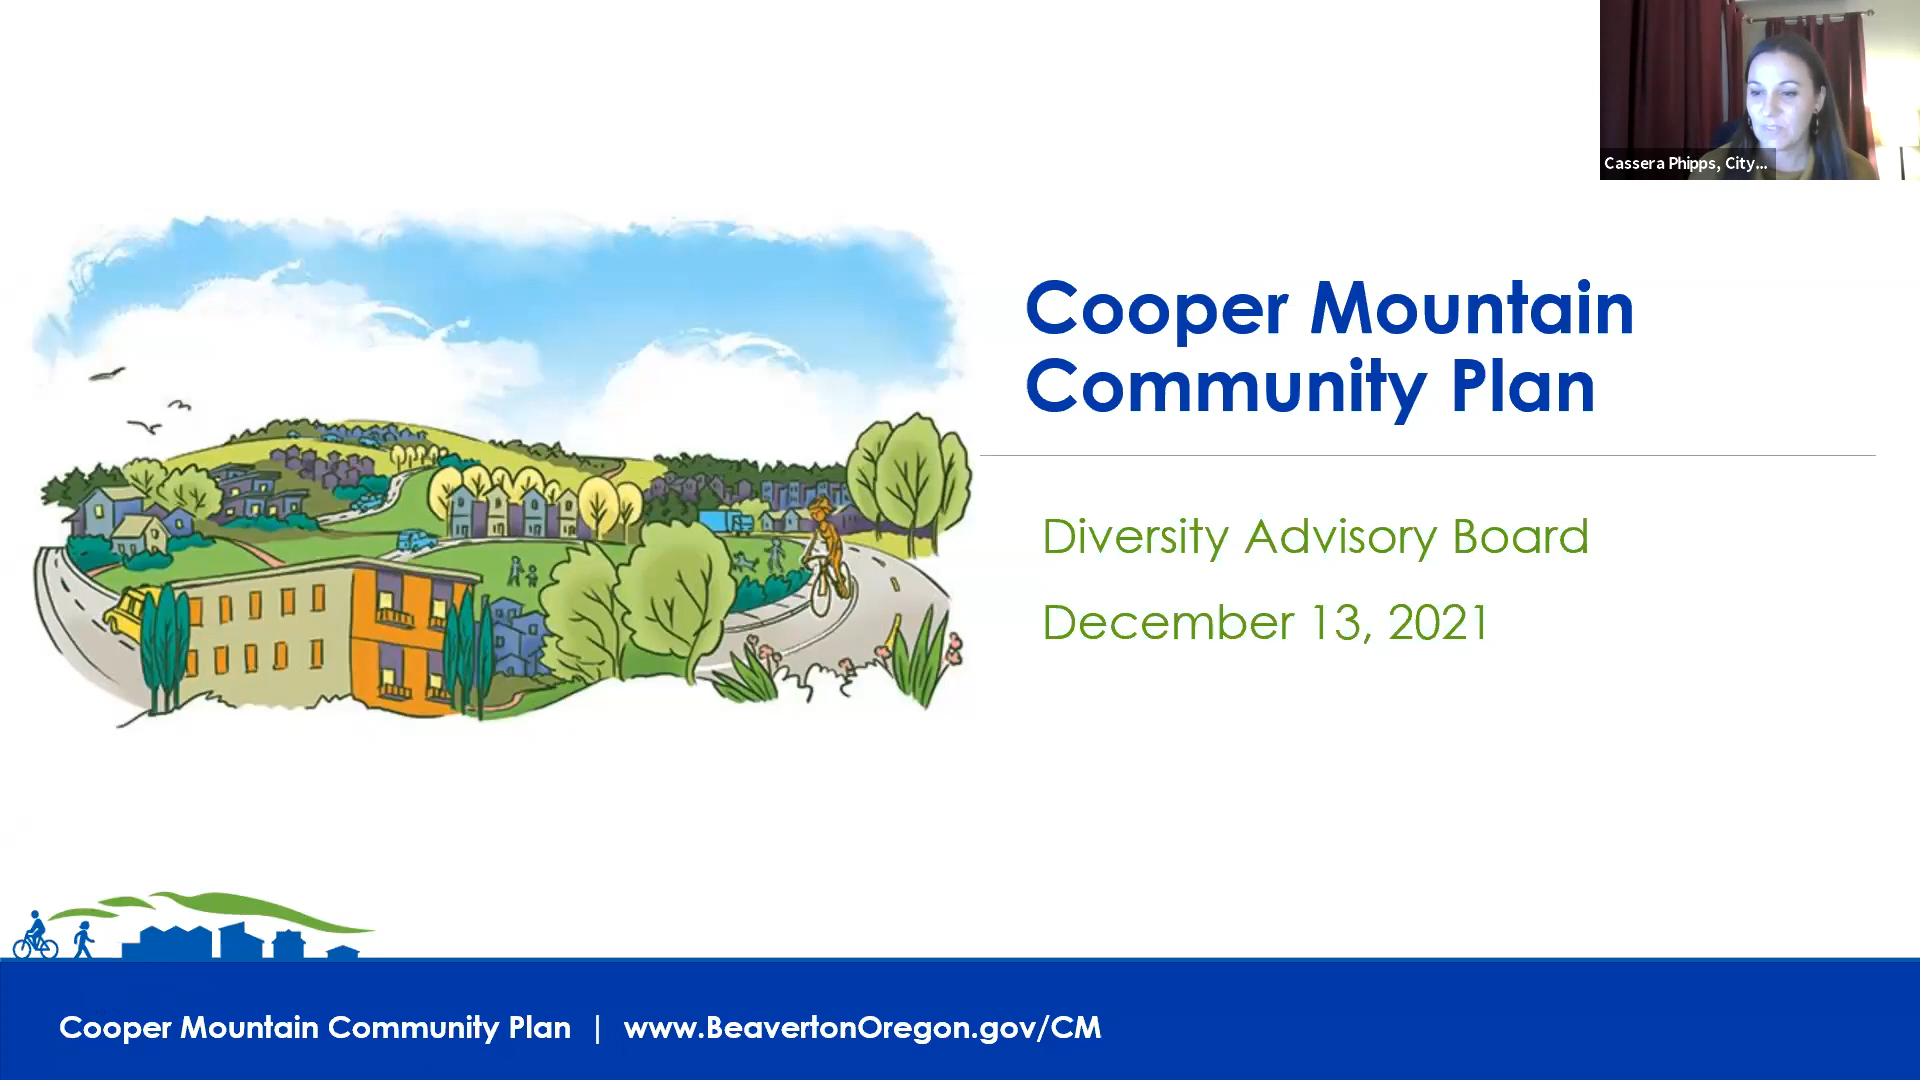 Cassera Phipps, City...
Cooper Mountain
Community Plan
Diversity Advisory Board
December 13, 2021
Cooper Mountain Community Plan | www.BeavertonOregon.gov/CM